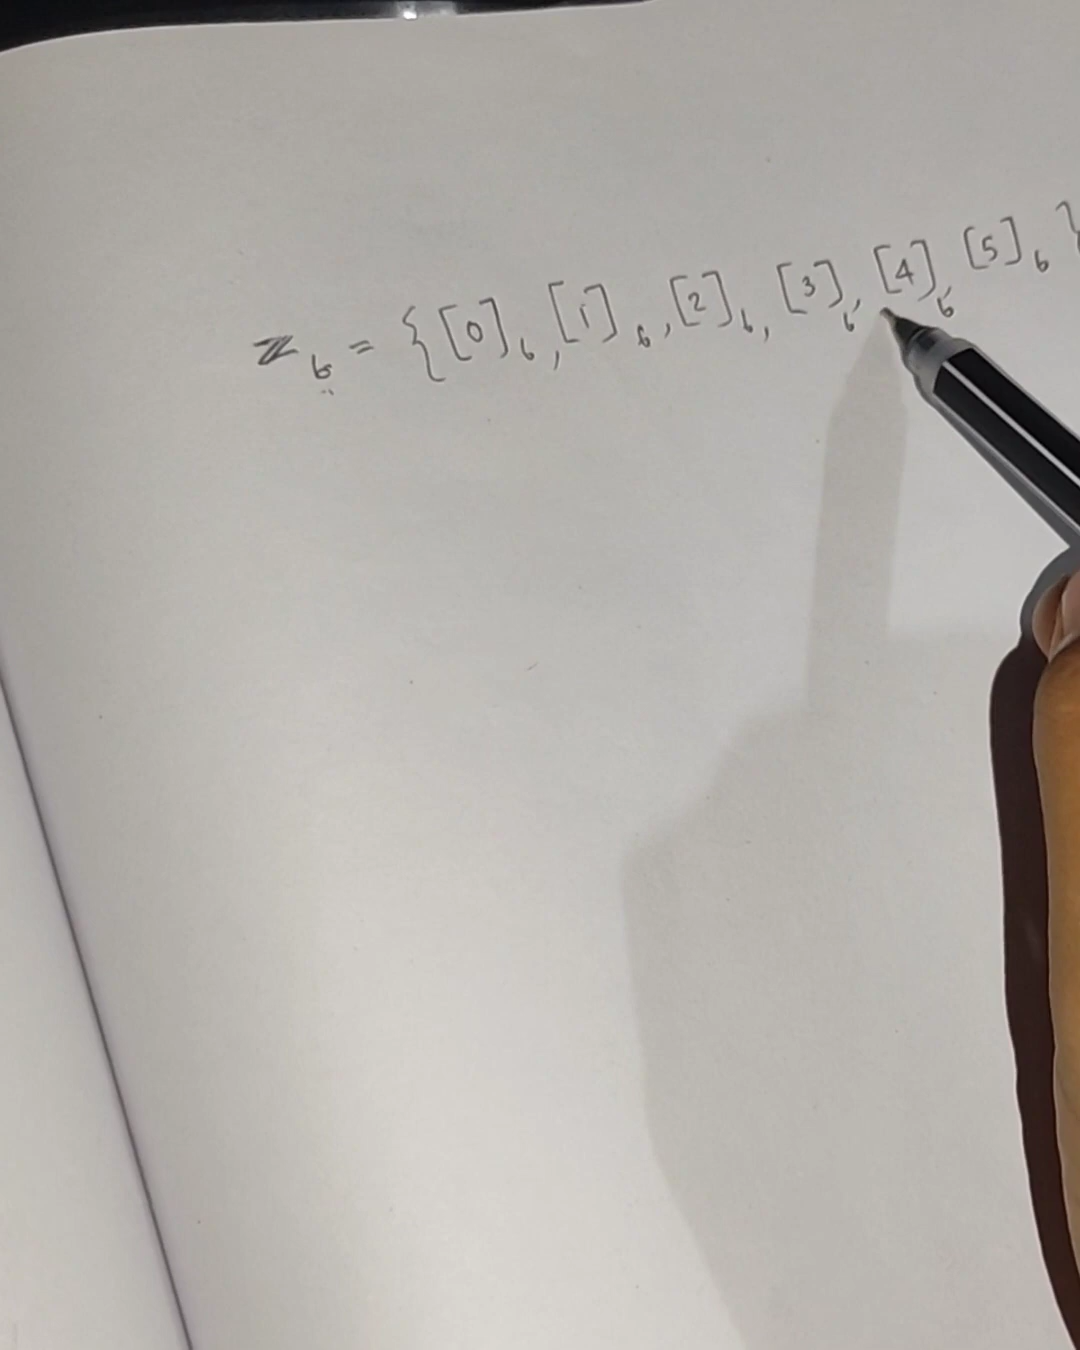 ℤ₆ = {[0]₆, [1]₆, [2]₆, [3]₆, [4]₆, [5]₆}